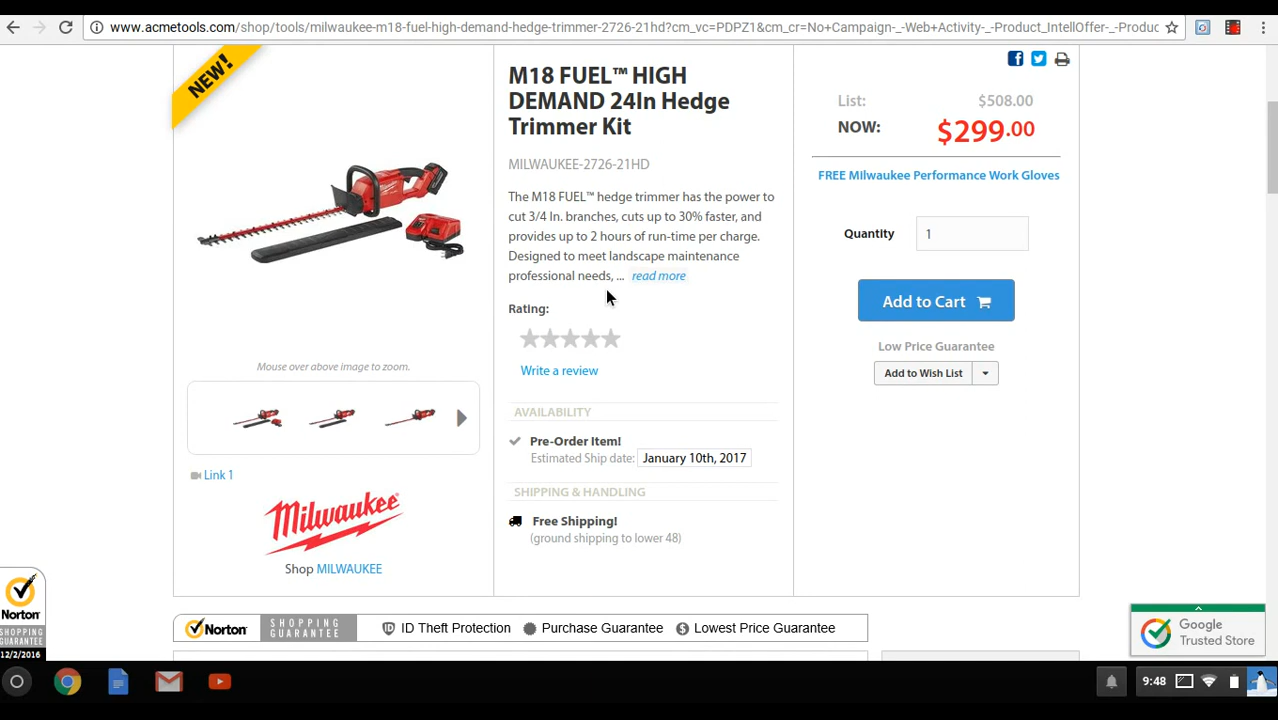 www.acmetools.com/shop/tools/milwaukee-m18-fuel-high-demand-hedge-trimmer-2726-21hd?cm_vc=PDPZ1&cm_cr=No+Campaign-_-Web+Activity-_-Product_IntellOffer-_-Produc
NEW!
M18 FUEL™ HIGH
DEMAND 24In Hedge
Trimmer Kit
MILWAUKEE-2726-21HD
The M18 FUEL™ hedge trimmer has the power to
cut 3/4 In. branches, cuts up to 30% faster, and
provides up to 2 hours of run-time per charge.
Designed to meet landscape maintenance
professional needs, ... read more
Rating:
Write a review
AVAILABILITY
Pre-Order Item!
Estimated Ship date: January 10th, 2017
SHIPPING & HANDLING
Free Shipping!
(ground shipping to lower 48)
List: $508.00
NOW: $299.00
FREE MIlwaukee Performance Work Gloves
Quantity 1
Add to Cart
Low Price Guarantee
Add to Wish List
Mouse over above image to zoom.
Link 1
Milwaukee
Shop MILWAUKEE
Norton
SHOPPING
GUARANTEE
12/2/2016
Norton SHOPPING GUARANTEE ID Theft Protection Purchase Guarantee Lowest Price Guarantee
Google
Trusted Store
9:48